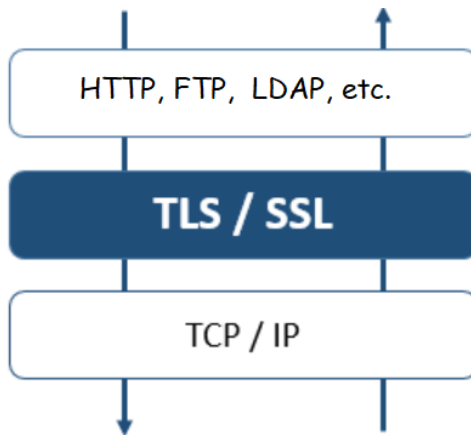 HTTP, FTP, LDAP, etc.
TLS / SSL
TCP / IP